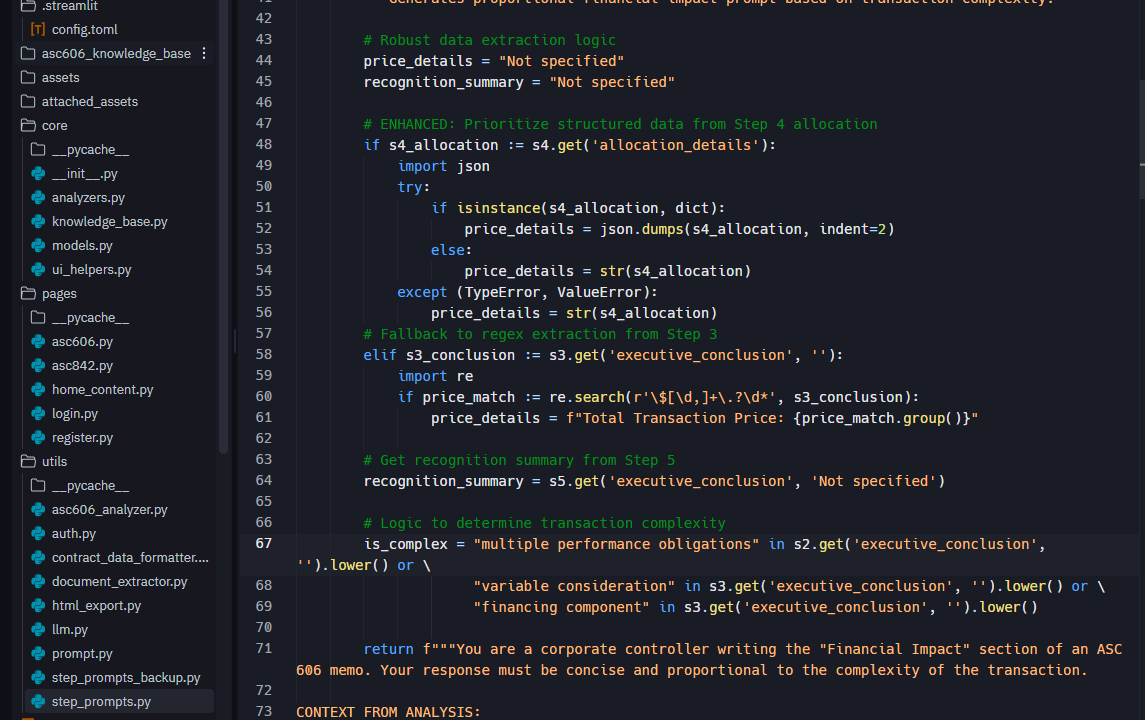 .streamlit
config.toml
asc606_knowledge_base
assets
attached_assets
core
__pycache__
__init__.py
analyzers.py
knowledge_base.py
models.py
ui_helpers.py
pages
__pycache__
asc606.py
asc842.py
home_content.py
login.py
register.py
utils
__pycache__
asc606_analyzer.py
auth.py
contract_data_formatter....
document_extractor.py
html_export.py
llm.py
prompt.py
step_prompts_backup.py
step_prompts.py
41 Generates proportional financial impact prompt based on transaction complexity.
42
43 # Robust data extraction logic
44 price_details = "Not specified"
45 recognition_summary = "Not specified"
46
47 # ENHANCED: Prioritize structured data from Step 4 allocation
48 if s4_allocation := s4.get('allocation_details'):
49 import json
50 try:
51 if isinstance(s4_allocation, dict):
52 price_details = json.dumps(s4_allocation, indent=2)
53 else:
54 price_details = str(s4_allocation)
55 except (TypeError, ValueError):
56 price_details = str(s4_allocation)
57 # Fallback to regex extraction from Step 3
58 elif s3_conclusion := s3.get('executive_conclusion', ''):
59 import re
60 if price_match := re.search(r'\$[\d,]+\.?\d*', s3_conclusion):
61 price_details = f"Total Transaction Price: {price_match.group()}"
62
63 # Get recognition summary from Step 5
64 recognition_summary = s5.get('executive_conclusion', 'Not specified')
65
66 # Logic to determine transaction complexity
67 is_complex = "multiple performance obligations" in s2.get('executive_conclusion',
'').lower() or \
68 "variable consideration" in s3.get('executive_conclusion', '').lower() or \
69 "financing component" in s3.get('executive_conclusion', '').lower()
70
71 return f"""You are a corporate controller writing the "Financial Impact" section of an ASC
606 memo. Your response must be concise and proportional to the complexity of the transaction.
72
73 CONTEXT FROM ANALYSIS: